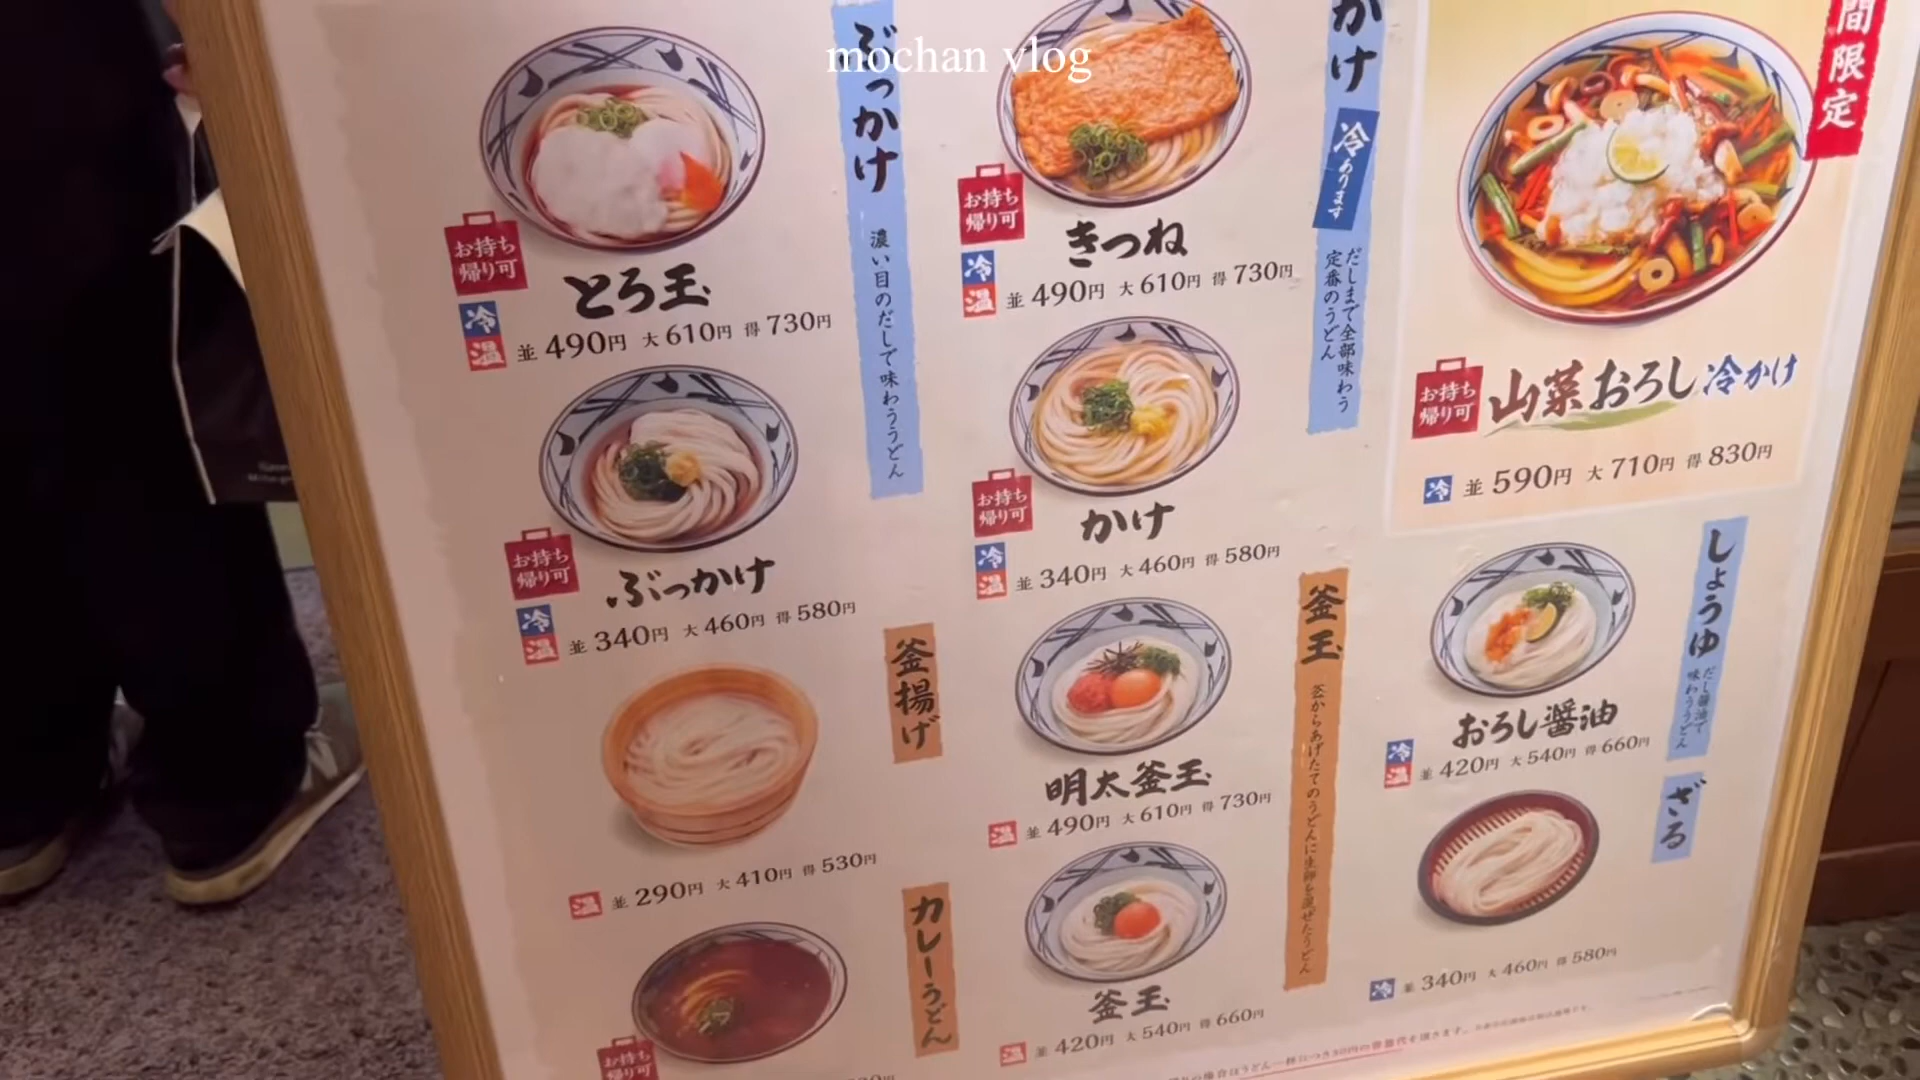 mochan vlog
ぶっかけ
濃い目のだしで味わううどん
お持ち
帰り可
とろ玉
冷
温
並 490円 大 610円 得 730円
お持ち
帰り可
ぶっかけ
冷
温
並 340円 大 460円 得 580円
釜揚げ
温
並 290円 大 410円 得 530円
カレーうどん
お持ち
帰り可
かけ
冷あります
だしまで全部味わう
定番のうどん
お持ち
帰り可
きつね
冷
温
並 490円 大 610円 得 730円
お持ち
帰り可
かけ
冷
温
並 340円 大 460円 得 580円
釜玉
釜からあげたてのうどんに生卵を混ぜたうどん
明太釜玉
温
並 490円 大 610円 得 730円
釜玉
温
並 420円 大 540円 得 660円
間限定
お持ち
帰り可
山菜おろし冷かけ
冷
並 590円 大 710円 得 830円
しょうゆ
だし醤油で
味わううどん
おろし醤油
冷
温
並 420円 大 540円 得 660円
ざる
冷
並 340円 大 460円 得 580円